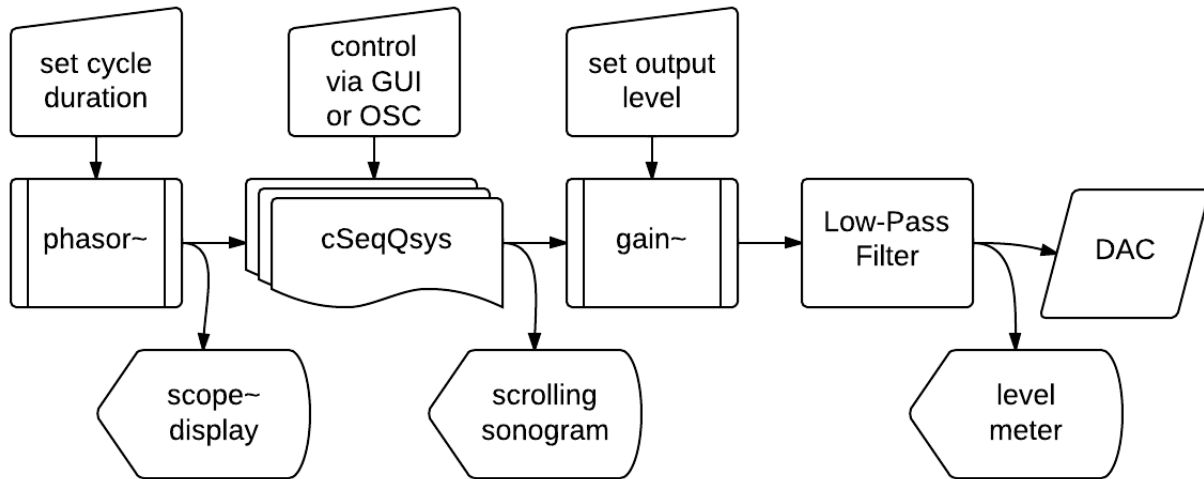 set cycle
duration
control
via GUI
or OSC
set output
level
phasor~
cSeqQsys
gain~
Low-Pass
Filter
DAC
scope~
display
scrolling
sonogram
level
meter